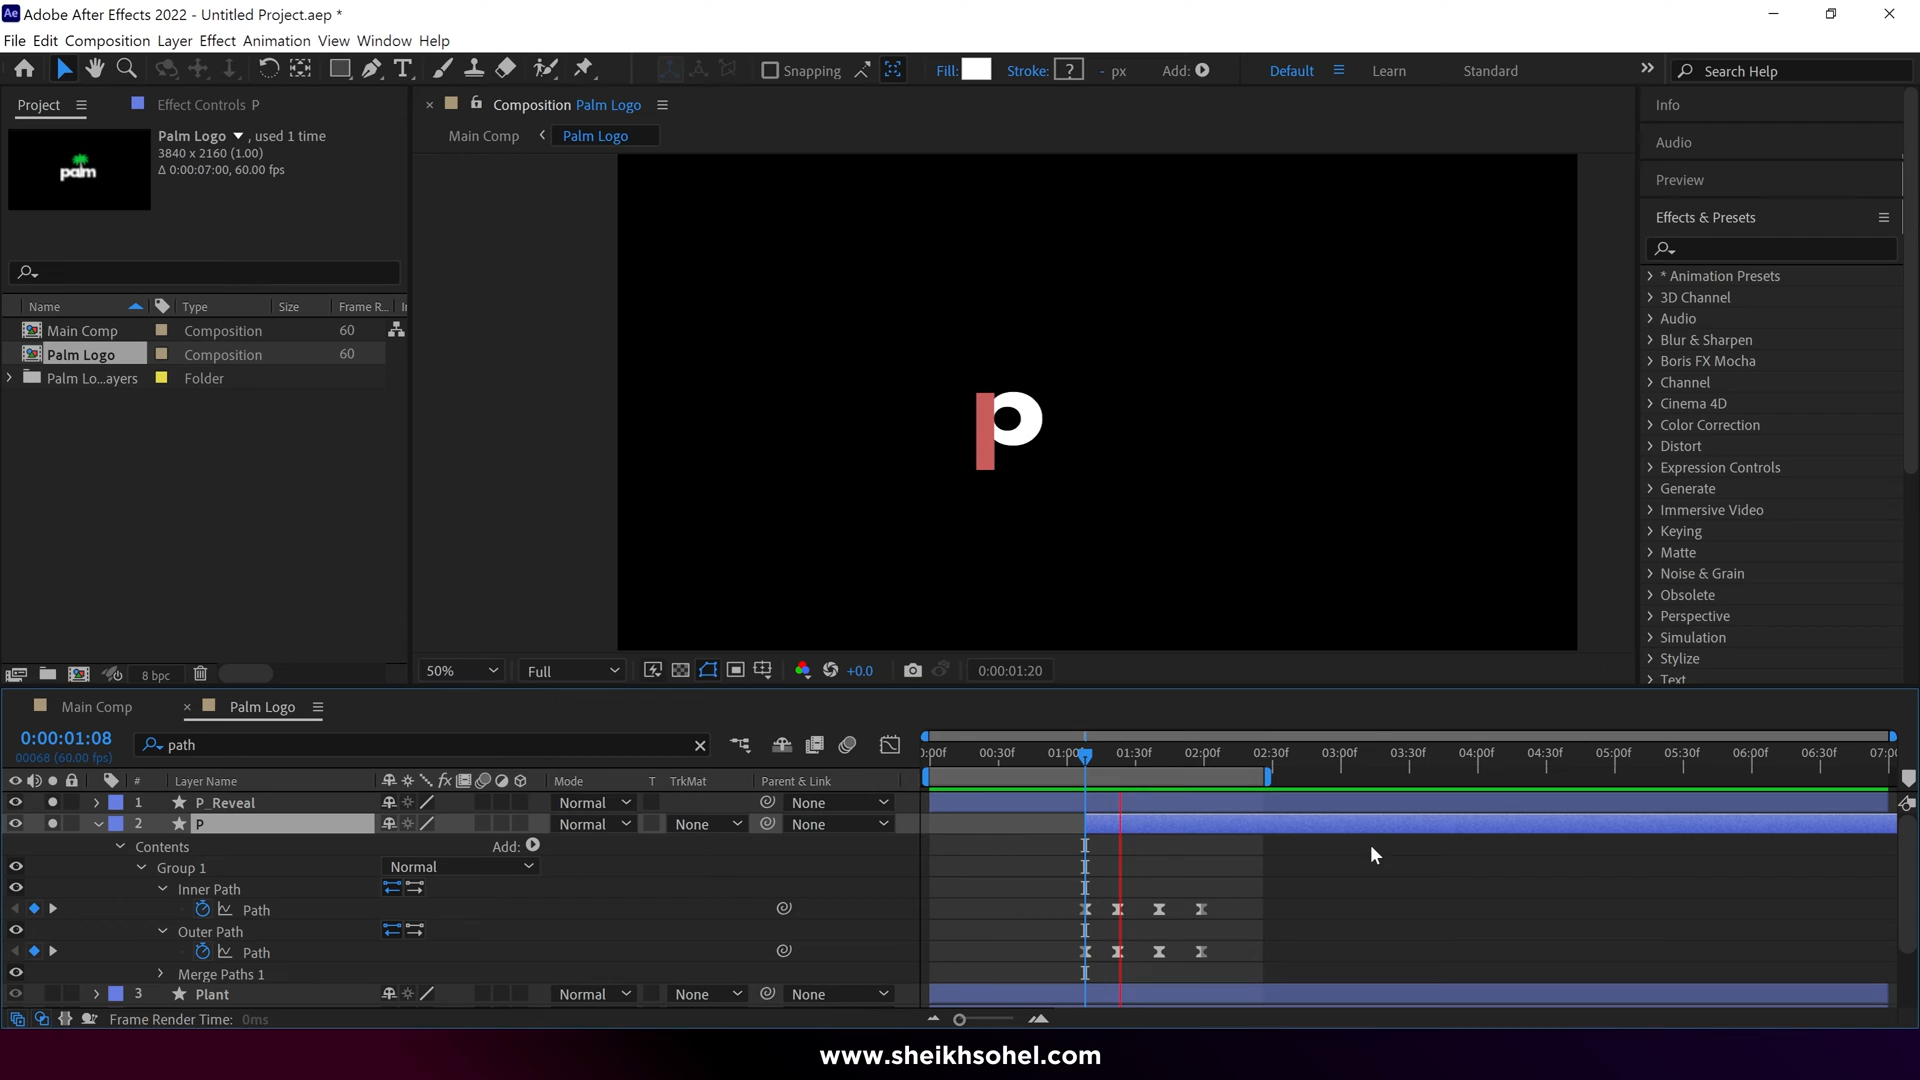 Adobe After Effects 2022 - Untitled Project.aep *
File Edit Composition Layer Effect Animation View Window Help
Snapping
Fill: Stroke: ? - px Add:
Default Learn Standard
Search Help
Project Effect Controls P
Palm Logo , used 1 time
3840 x 2160 (1.00)
Δ 0:00:07:00, 60.00 fps
palm
Name Type Size Frame R...
Main Comp Composition 60
Palm Logo Composition 60
Palm Lo...ayers Folder
8 bpc
Composition Palm Logo
Main Comp Palm Logo
p
50% Full +0.0 0:00:01:20
Info
Audio
Preview
Effects & Presets
* Animation Presets
3D Channel
Audio
Blur & Sharpen
Boris FX Mocha
Channel
Cinema 4D
Color Correction
Distort
Expression Controls
Generate
Immersive Video
Keying
Matte
Noise & Grain
Obsolete
Perspective
Simulation
Stylize
Text
Main Comp Palm Logo
0:00:01:08
00068 (60.00 fps)
path
:00f 00:30f 01:00f 01:30f 02:00f 02:30f 03:00f 03:30f 04:00f 04:30f 05:00f 05:30f 06:00f 06:30f 07:0
# Layer Name fx Mode T TrkMat Parent & Link
1 P_Reveal Normal None
2 P Normal None None
Contents Add:
Group 1 Normal
Inner Path
Path
Outer Path
Path
Merge Paths 1
3 Plant Normal None None
Frame Render Time: 0ms
www.sheikhsohel.com